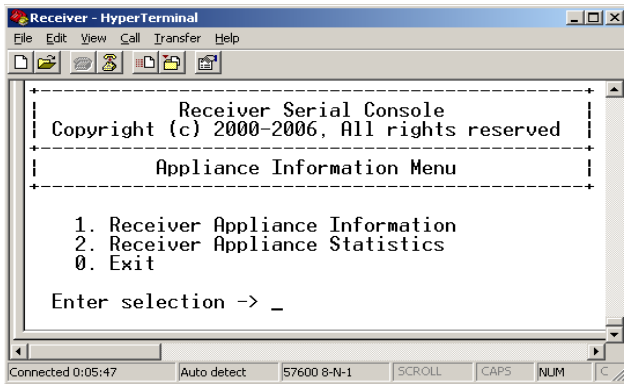 Receiver - HyperTerminal
File Edit View Call Transfer Help
Receiver Serial Console
Copyright (c) 2000-2006, All rights reserved
Appliance Information Menu
1. Receiver Appliance Information
2. Receiver Appliance Statistics
0. Exit
Enter selection -> _
Connected 0:05:47 Auto detect 57600 8-N-1 SCROLL CAPS NUM C